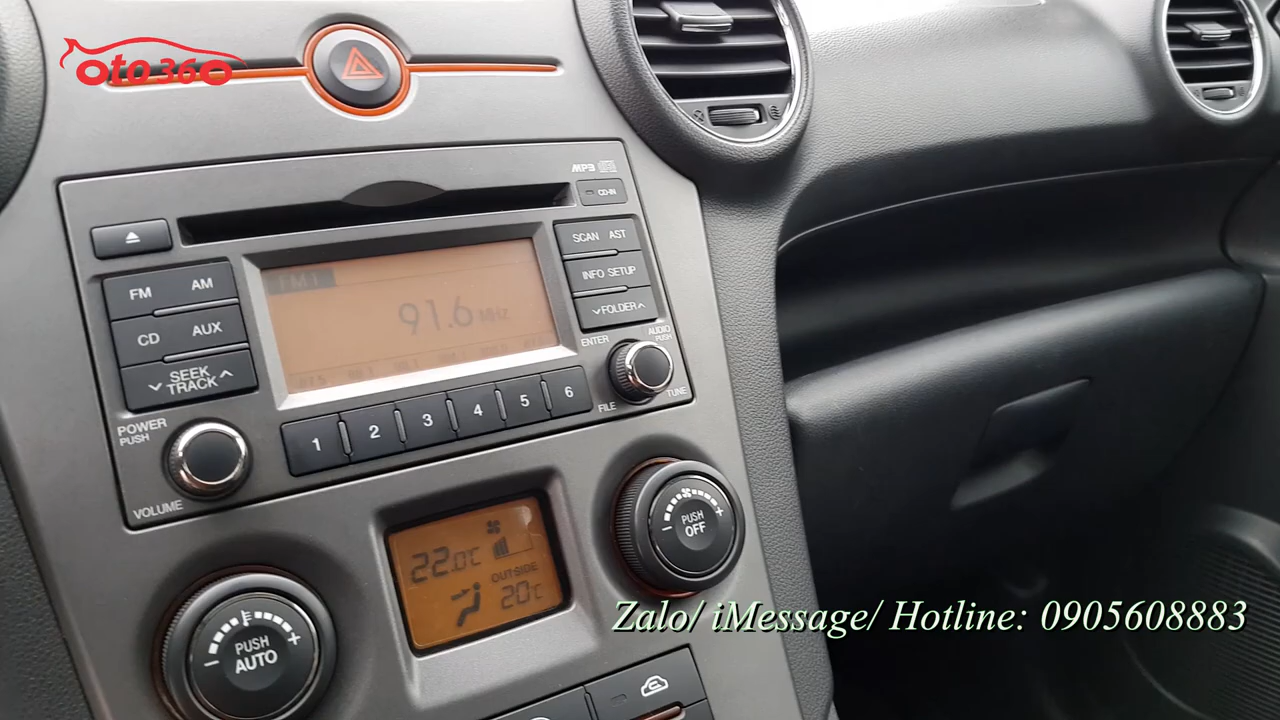 oto360
MP3
CD-IN
SCAN AST
FM AM
INFO SETUP
FM1
91.6 MHz
CD AUX
FOLDER
SEEK
TRACK
ENTER
AUDIO
PUSH
POWER
PUSH
1 2 3 4 5 6
FILE
TUNE
VOLUME
22.0°C
OUTSIDE
20°C
PUSH
OFF
PUSH
AUTO
Zalo/ iMessage/ Hotline: 0905608883